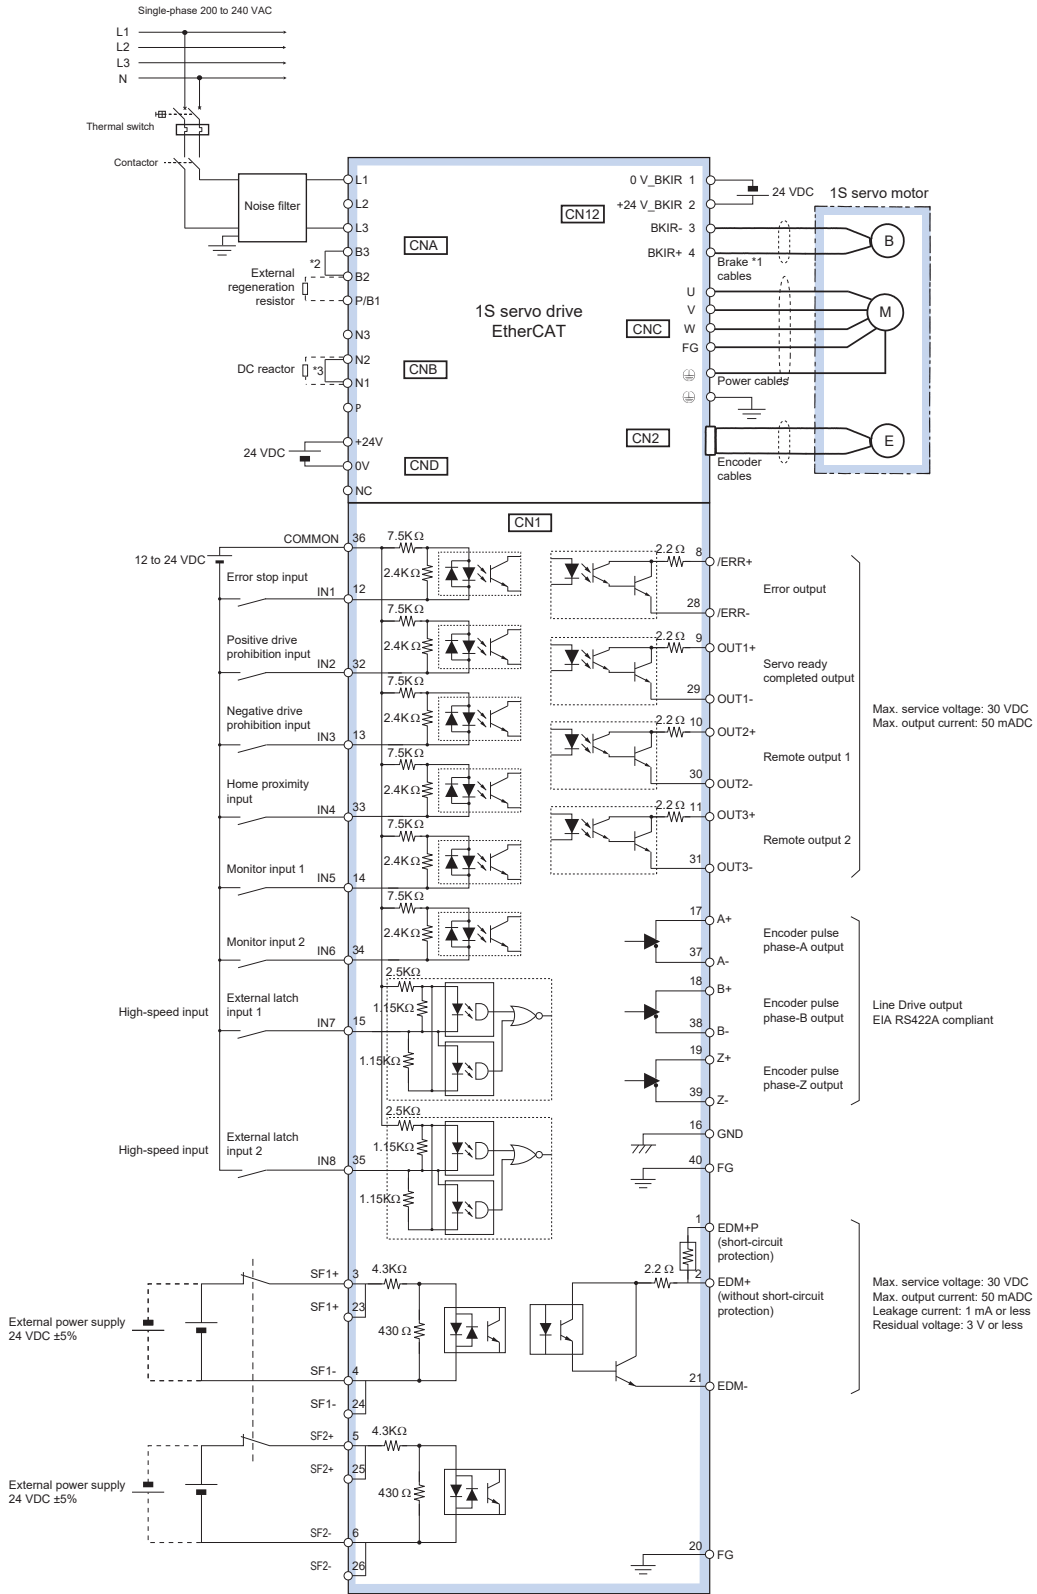 Single-phase 200 to 240 VAC
L1
L2
L3
N
Thermal switch
Contactor
Noise filter
L1
L2
L3
B3
*2
B2
External
regeneration
resistor
P/B1
N3
N2
DC reactor
*3
N1
P
+24V
24 VDC
0V
NC
CNA
CNB
CND
1S servo drive
EtherCAT
0 V_BKIR 1
+24 V_BKIR 2
BKIR- 3
BKIR+ 4
CN12
24 VDC
1S servo motor
B
Brake *1
cables
U
V
W
FG
CNC
M
Power cables
CN2
E
Encoder
cables
CN1
COMMON 36
12 to 24 VDC
7.5KΩ
2.4KΩ
Error stop input
IN1 12
7.5KΩ
2.4KΩ
Positive drive
prohibition input
IN2 32
7.5KΩ
2.4KΩ
Negative drive
prohibition input
IN3 13
7.5KΩ
2.4KΩ
Home proximity
input
IN4 33
7.5KΩ
2.4KΩ
Monitor input 1
IN5 14
7.5KΩ
2.4KΩ
Monitor input 2
IN6 34
2.5KΩ
1.15KΩ
High-speed input
External latch
input 1
IN7 15
1.15KΩ
2.5KΩ
1.15KΩ
High-speed input
External latch
input 2
IN8 35
1.15KΩ
2.2 Ω 8
/ERR+
Error output
28
/ERR-
2.2 Ω 9
OUT1+
Servo ready
completed output
29
OUT1-
2.2 Ω 10
OUT2+
Remote output 1
30
OUT2-
2.2 Ω 11
OUT3+
Remote output 2
31
OUT3-
Max. service voltage: 30 VDC
Max. output current: 50 mADC
17
A+
Encoder pulse
phase-A output
37
A-
18
B+
Encoder pulse
phase-B output
38
B-
19
Z+
Encoder pulse
phase-Z output
39
Z-
Line Drive output
EIA RS422A compliant
16
GND
40
FG
1
EDM+P
(short-circuit
protection)
2.2 Ω 2
EDM+
(without short-circuit
protection)
21
EDM-
Max. service voltage: 30 VDC
Max. output current: 50 mADC
Leakage current: 1 mA or less
Residual voltage: 3 V or less
SF1+ 3
4.3KΩ
SF1+ 23
External power supply
24 VDC ±5%
430 Ω
SF1- 4
SF1- 24
SF2+ 5
4.3KΩ
SF2+ 25
External power supply
24 VDC ±5%
430 Ω
SF2- 6
SF2- 26
20
FG